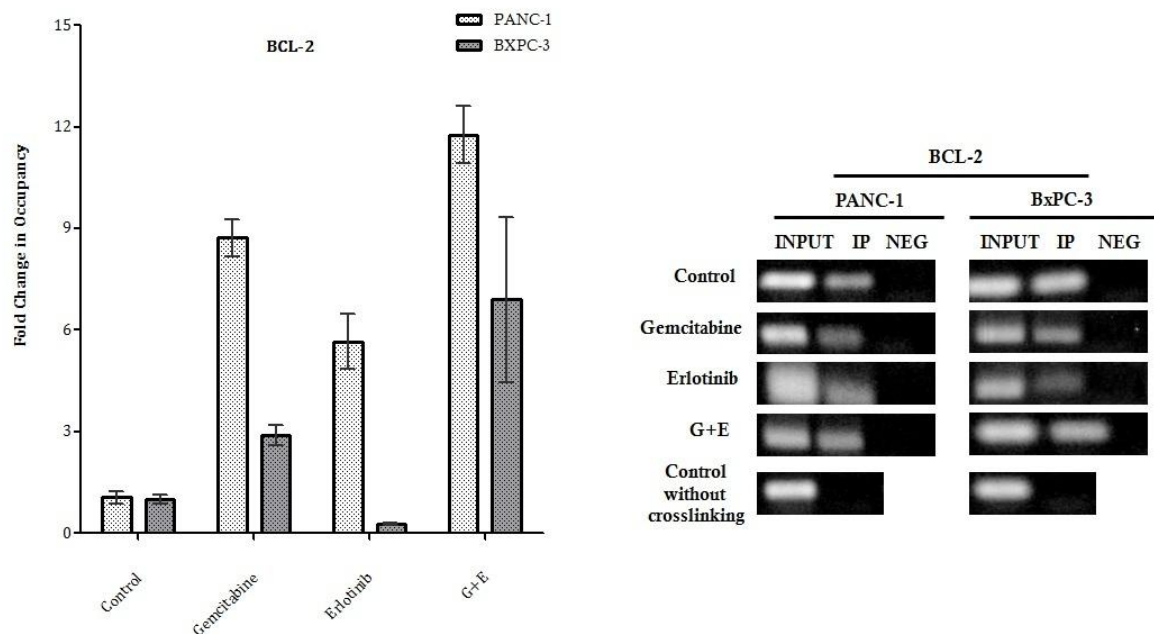 PANC-1
BXPC-3
BCL-2
Fold Change in Occupancy
15
12
9
6
3
0
Control
Gemcitabine
Erlotinib
G+E
BCL-2
PANC-1 BxPC-3
INPUT IP NEG INPUT IP NEG
Control
Gemcitabine
Erlotinib
G+E
Control
without
crosslinking